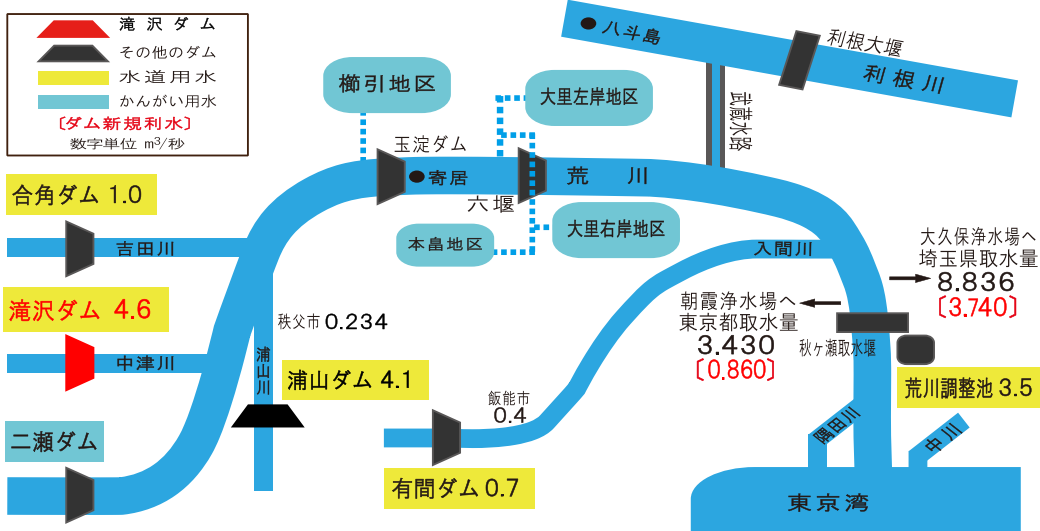 滝沢ダム
その他のダム
水道用水
かんがい用水
〔ダム新規利水〕
数字単位 m³/秒
八斗島
利根大堰
利根川
武蔵水路
櫛引地区
大里左岸地区
玉淀ダム
寄居
六堰
荒川
本畠地区
大里右岸地区
合角ダム 1.0
吉田川
滝沢ダム 4.6
中津川
二瀬ダム
秩父市 0.234
浦山川
浦山ダム 4.1
入間川
飯能市
0.4
有間ダム 0.7
大久保浄水場へ
埼玉県取水量
8.836
〔3.740〕
朝霞浄水場へ
東京都取水量
3.430
〔0.860〕
秋ヶ瀬取水堰
荒川調整池 3.5
隅田川
中川
東京湾